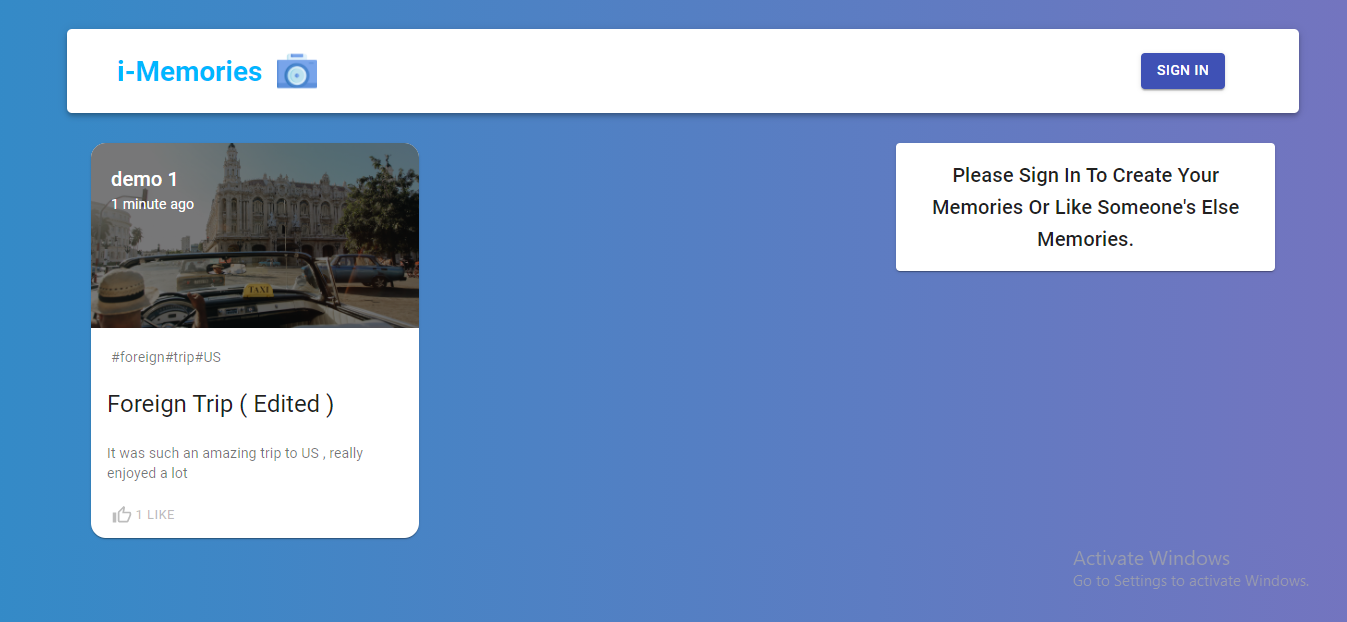 i-Memories
SIGN IN
demo 1
1 minute ago
TAXI
#foreign#trip#US
Foreign Trip ( Edited )
It was such an amazing trip to US , really
enjoyed a lot
1 LIKE
Please Sign In To Create Your
Memories Or Like Someone's Else
Memories.
Activate Windows
Go to Settings to activate Windows.